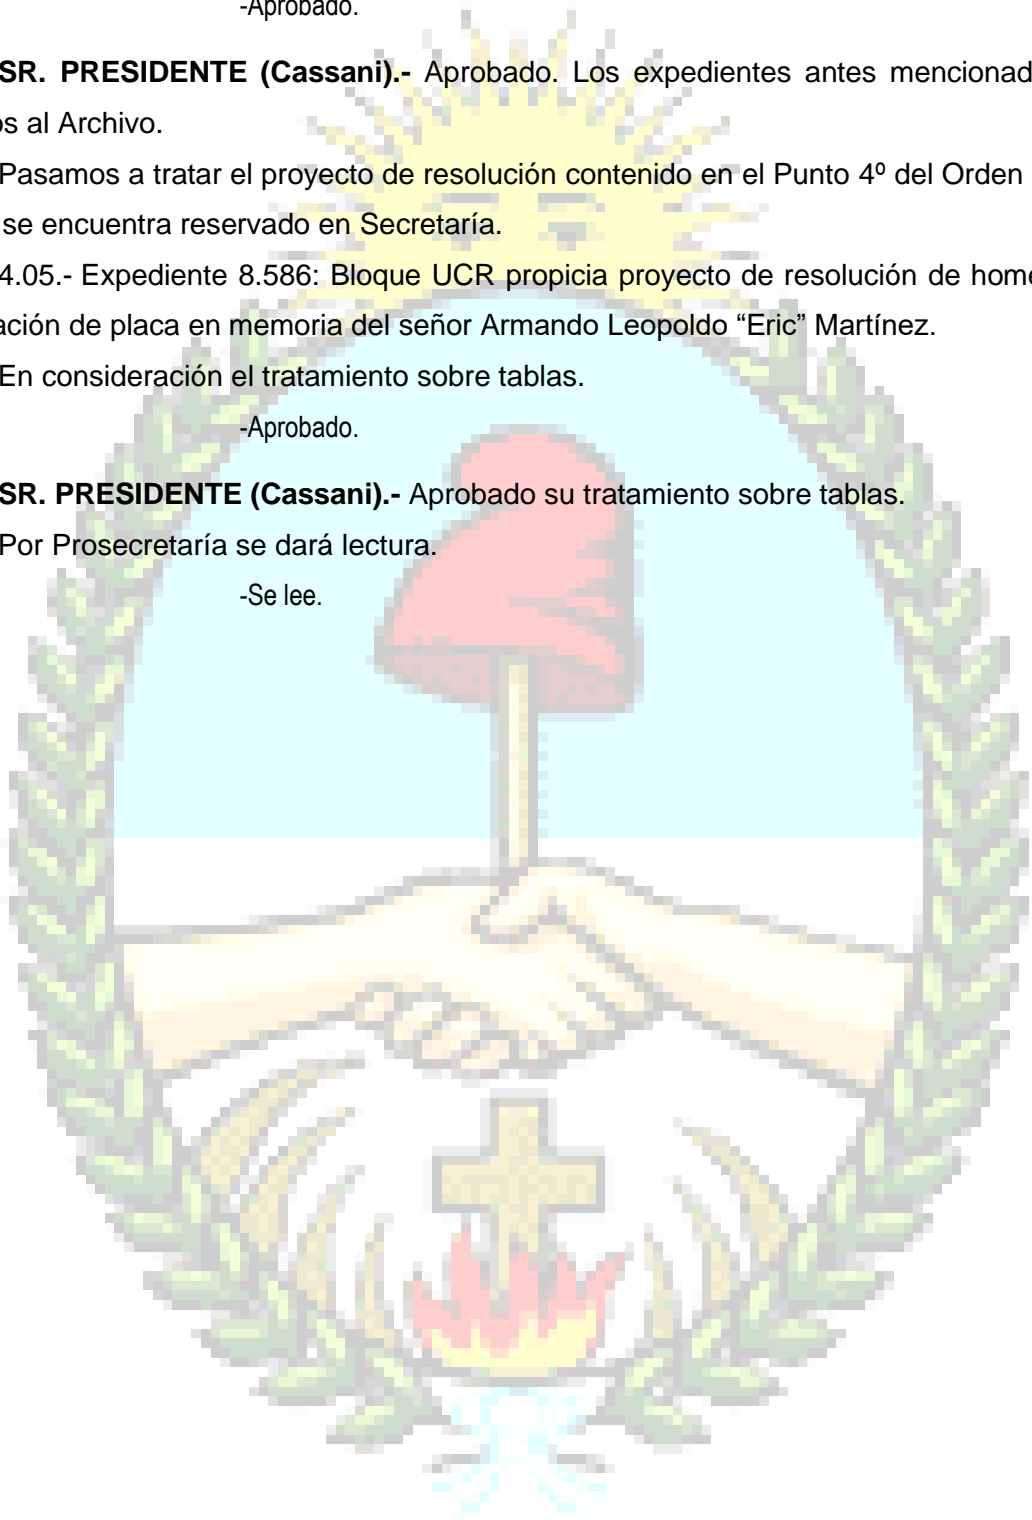 -Aprobado.
SR. PRESIDENTE (Cassani).- Aprobado. Los expedientes antes mencionad
os al Archivo.
Pasamos a tratar el proyecto de resolución contenido en el Punto 4º del Orden
se encuentra reservado en Secretaría.
4.05.- Expediente 8.586: Bloque UCR propicia proyecto de resolución de home
ación de placa en memoria del señor Armando Leopoldo “Eric” Martínez.
En consideración el tratamiento sobre tablas.
-Aprobado.
SR. PRESIDENTE (Cassani).- Aprobado su tratamiento sobre tablas.
Por Prosecretaría se dará lectura.
-Se lee.